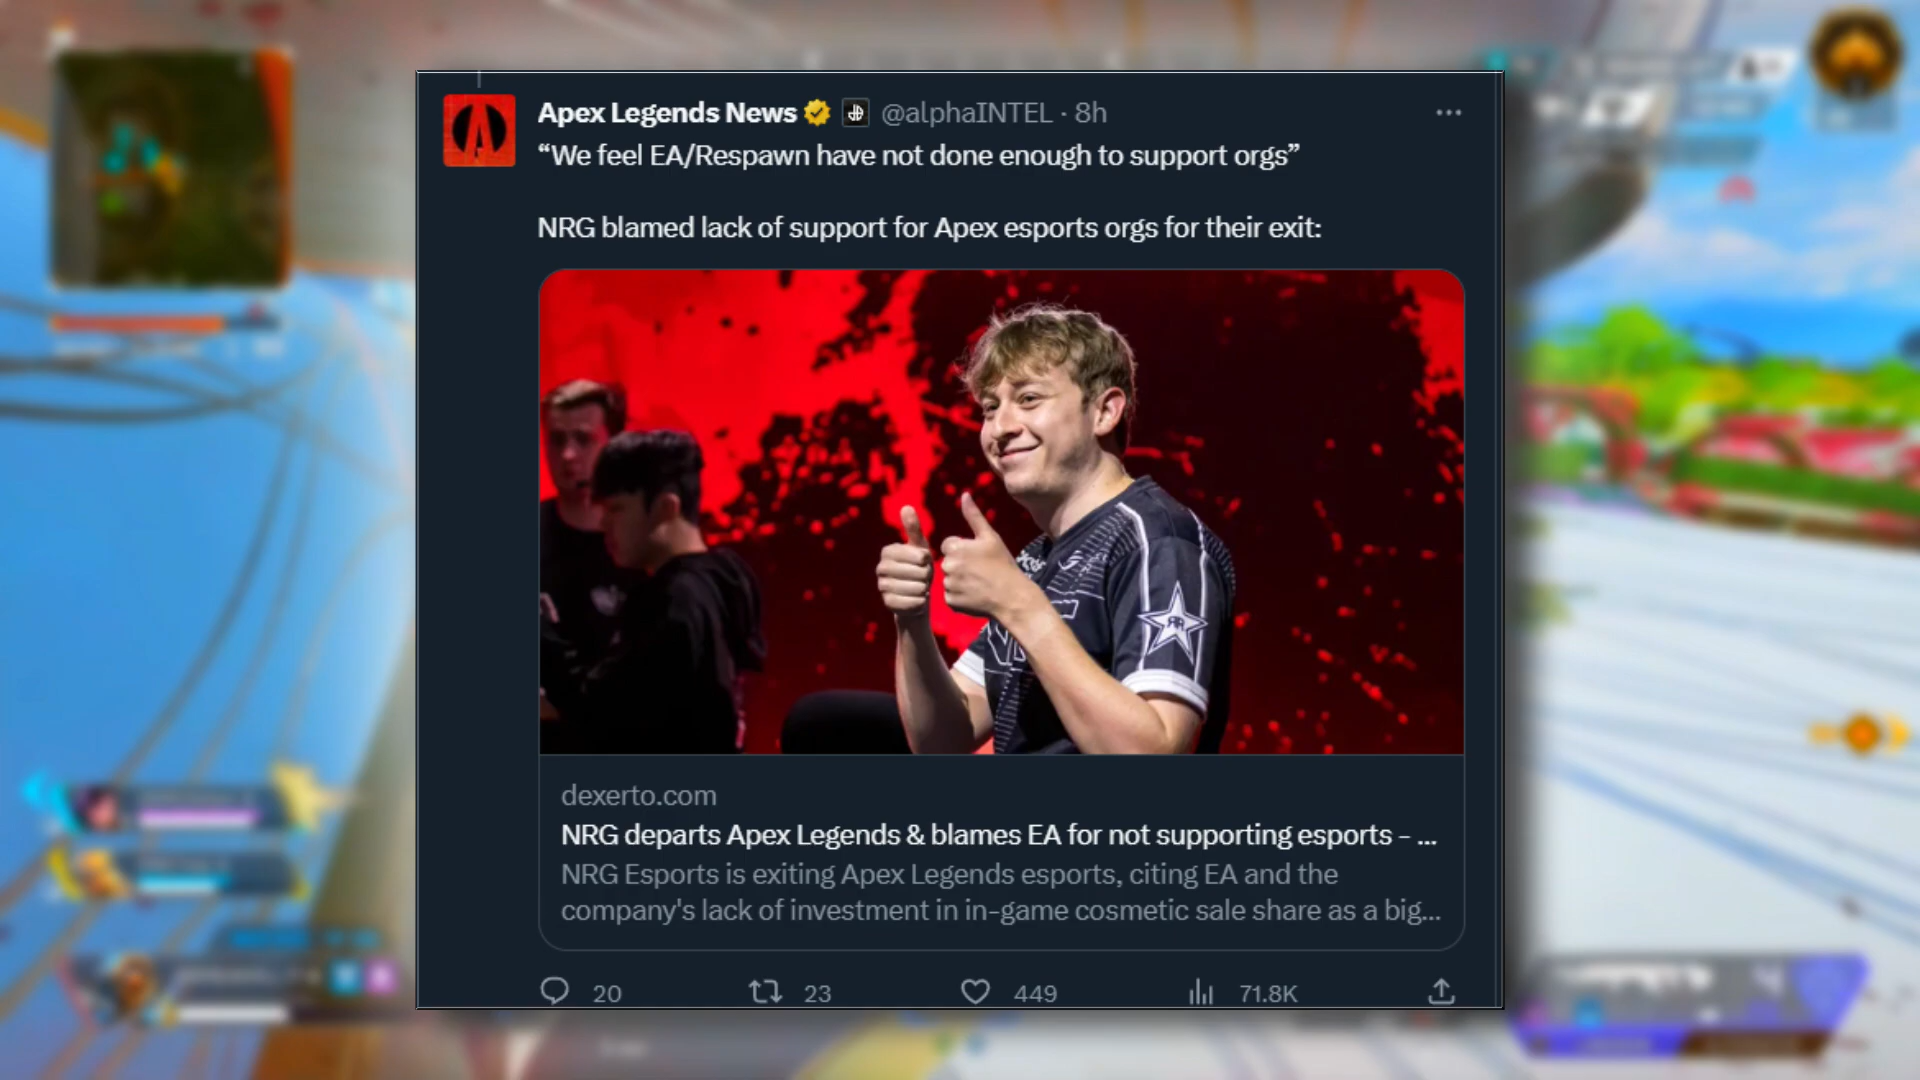 Apex Legends News @alphaINTEL · 8h
“We feel EA/Respawn have not done enough to support orgs”
NRG blamed lack of support for Apex esports orgs for their exit:
dexerto.com
NRG departs Apex Legends & blames EA for not supporting esports – ...
NRG Esports is exiting Apex Legends esports, citing EA and the
company's lack of investment in in-game cosmetic sale share as a big...
20 23 449 71.8K